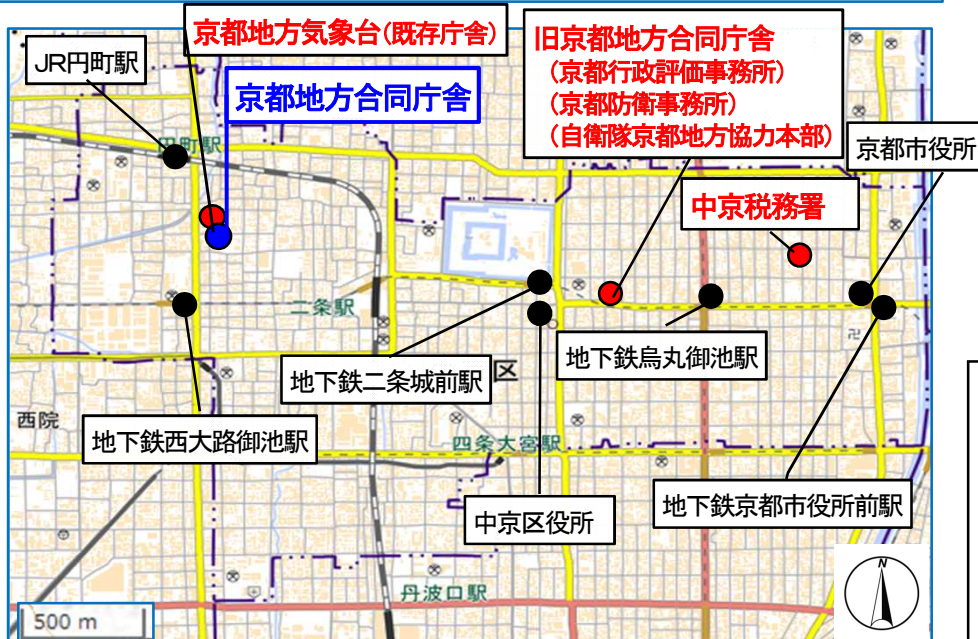 京都地方気象台(既存庁舎)
JR円町駅
京都地方合同庁舎
旧京都地方合同庁舎
(京都行政評価事務所)
(京都防衛事務所)
(自衛隊京都地方協力本部)
京都市役所
円町駅
中京税務署
二条駅
地下鉄二条城前駅
区
地下鉄烏丸御池駅
西院
地下鉄西大路御池駅
四条大宮駅
中京区役所
地下鉄京都市役所前駅
丹波口駅
N
500 m